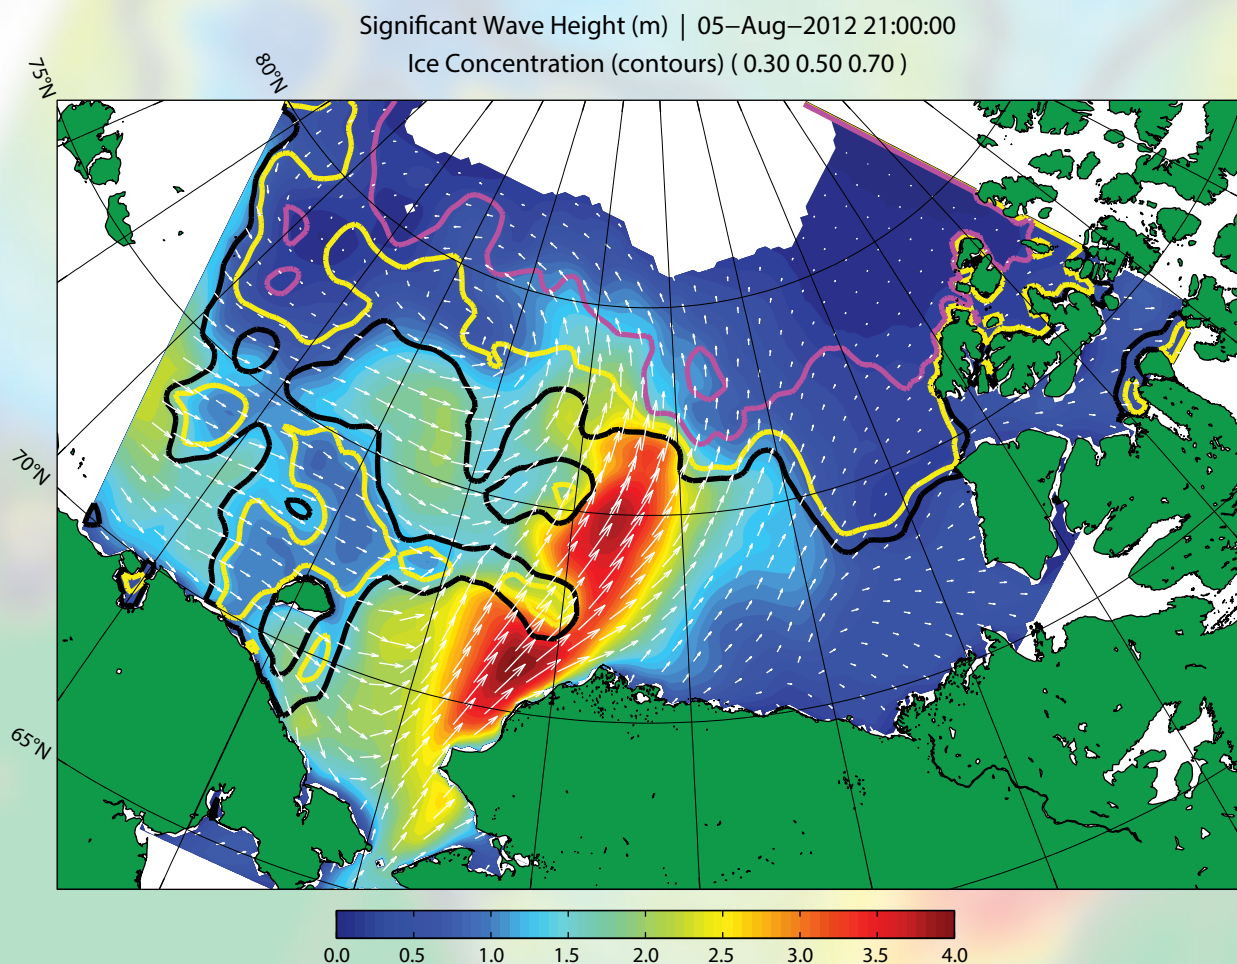 Significant Wave Height (m) | 05−Aug−2012 21:00:00
Ice Concentration (contours) ( 0.30 0.50 0.70 )
75°N
80°N
70°N
65°N
0.0 0.5 1.0 1.5 2.0 2.5 3.0 3.5 4.0